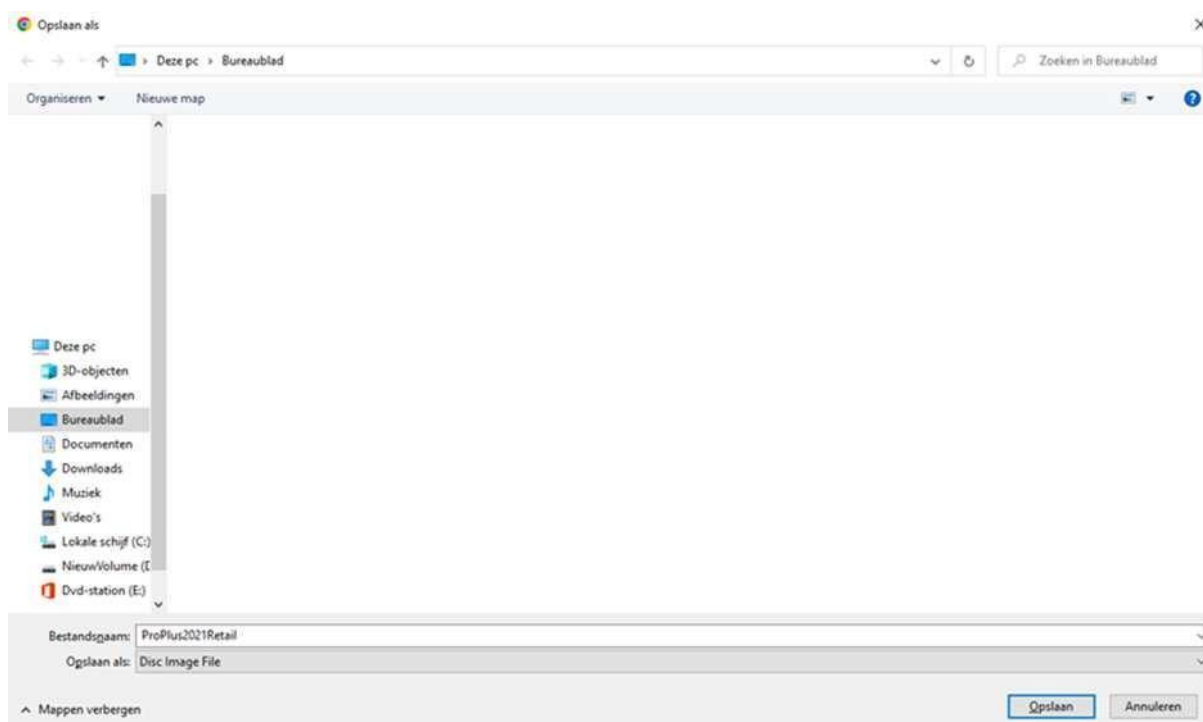 Opslaan als
Deze pc › Bureaublad
Zoeken in Bureaublad
Organiseren
Nieuwe map
Deze pc
3D-objecten
Afbeeldingen
Bureaublad
Documenten
Downloads
Muziek
Video's
Lokale schijf (C:)
NieuwVolume (D
Dvd-station (E:)
Bestandsnaam: ProPlus2021Retail
Opslaan als: Disc Image File
Mappen verbergen
Opslaan
Annuleren